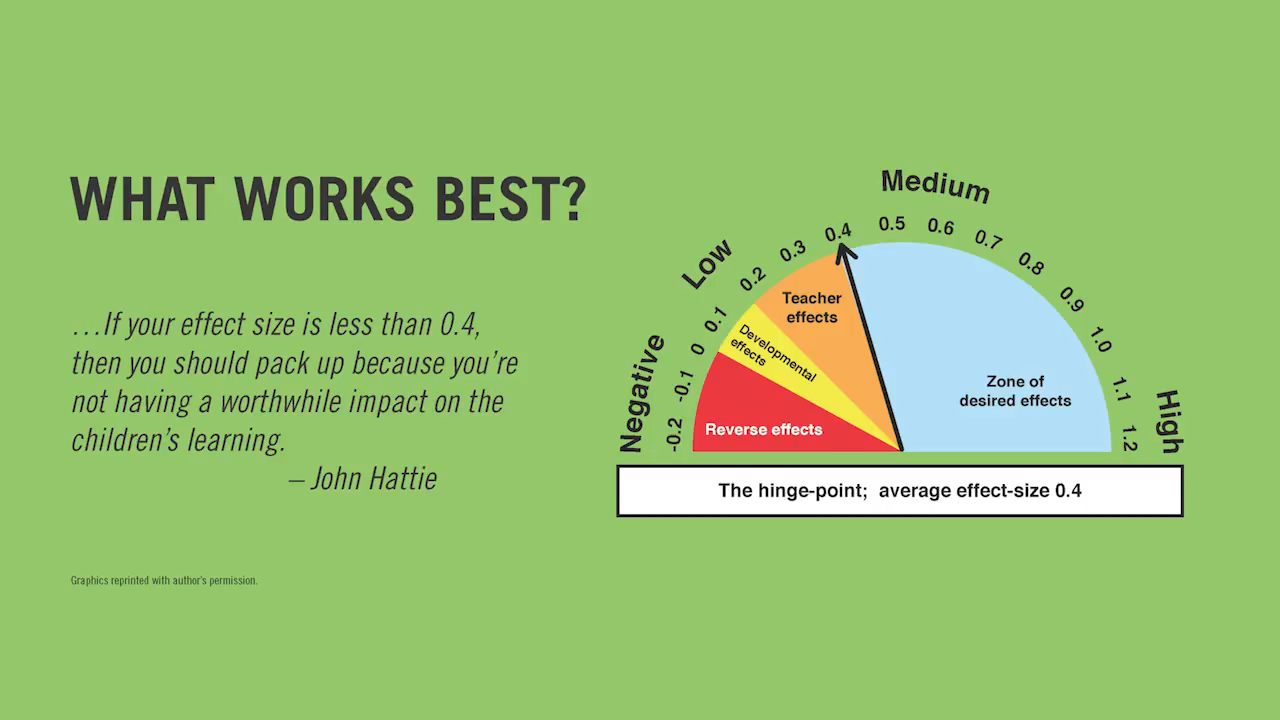 WHAT WORKS BEST?
…If your effect size is less than 0.4,
then you should pack up because you’re
not having a worthwhile impact on the
children’s learning.
– John Hattie
Graphics reprinted with author’s permission.
Negative
Low
Medium
High
-0.2
-0.1
0
0.1
0.2
0.3
0.4
0.5
0.6
0.7
0.8
0.9
1.0
1.1
1.2
Reverse effects
Developmental
effects
Teacher
effects
Zone of
desired effects
The hinge-point; average effect-size 0.4